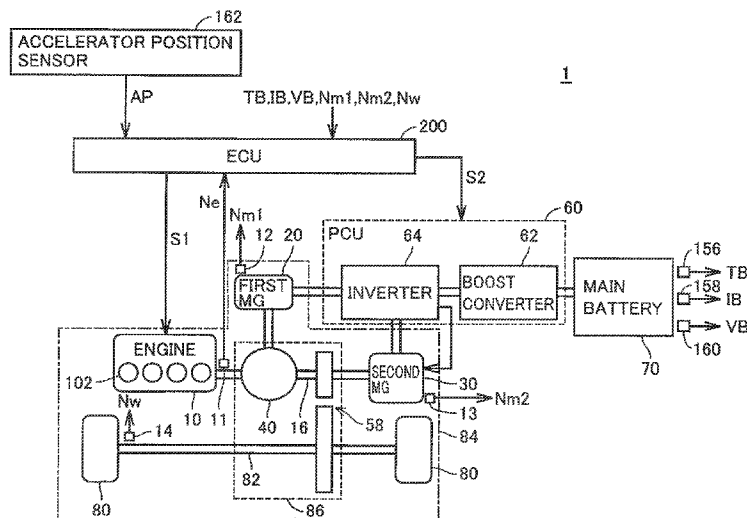 162
ACCELERATOR POSITION
SENSOR
1
AP
TB,IB,VB,Nm1,Nm2,Nw
200
ECU
S2
Ne
Nm1
S1
60
PCU
12
20
64
62
156
TB
FIRST
MG
INVERTER
BOOST
CONVERTER
MAIN
BATTERY
158
IB
VB
160
70
ENGINE
SECOND
MG
102
30
Nw
10
11
40
16
13
Nm2
14
58
84
82
80
80
86